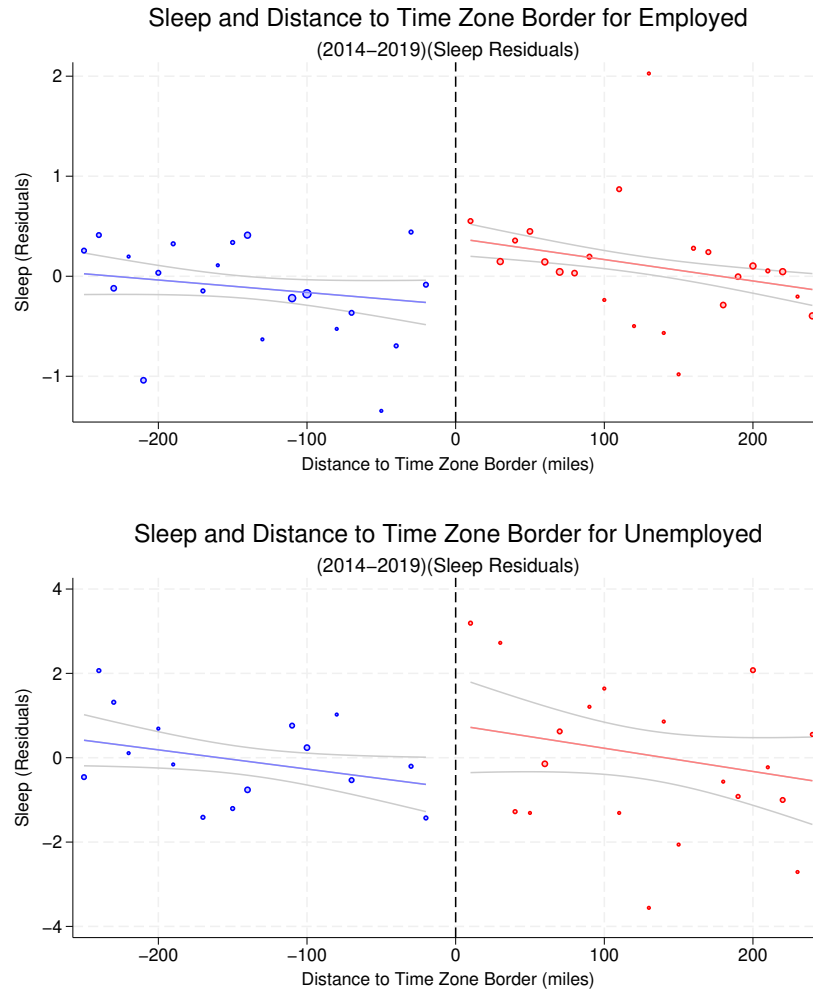 Sleep and Distance to Time Zone Border for Employed
(2014−2019)(Sleep Residuals)
2
1
0
−1
Sleep (Residuals)
−200 −100 0 100 200
Distance to Time Zone Border (miles)
Sleep and Distance to Time Zone Border for Unemployed
(2014−2019)(Sleep Residuals)
4
2
0
−2
−4
Sleep (Residuals)
−200 −100 0 100 200
Distance to Time Zone Border (miles)